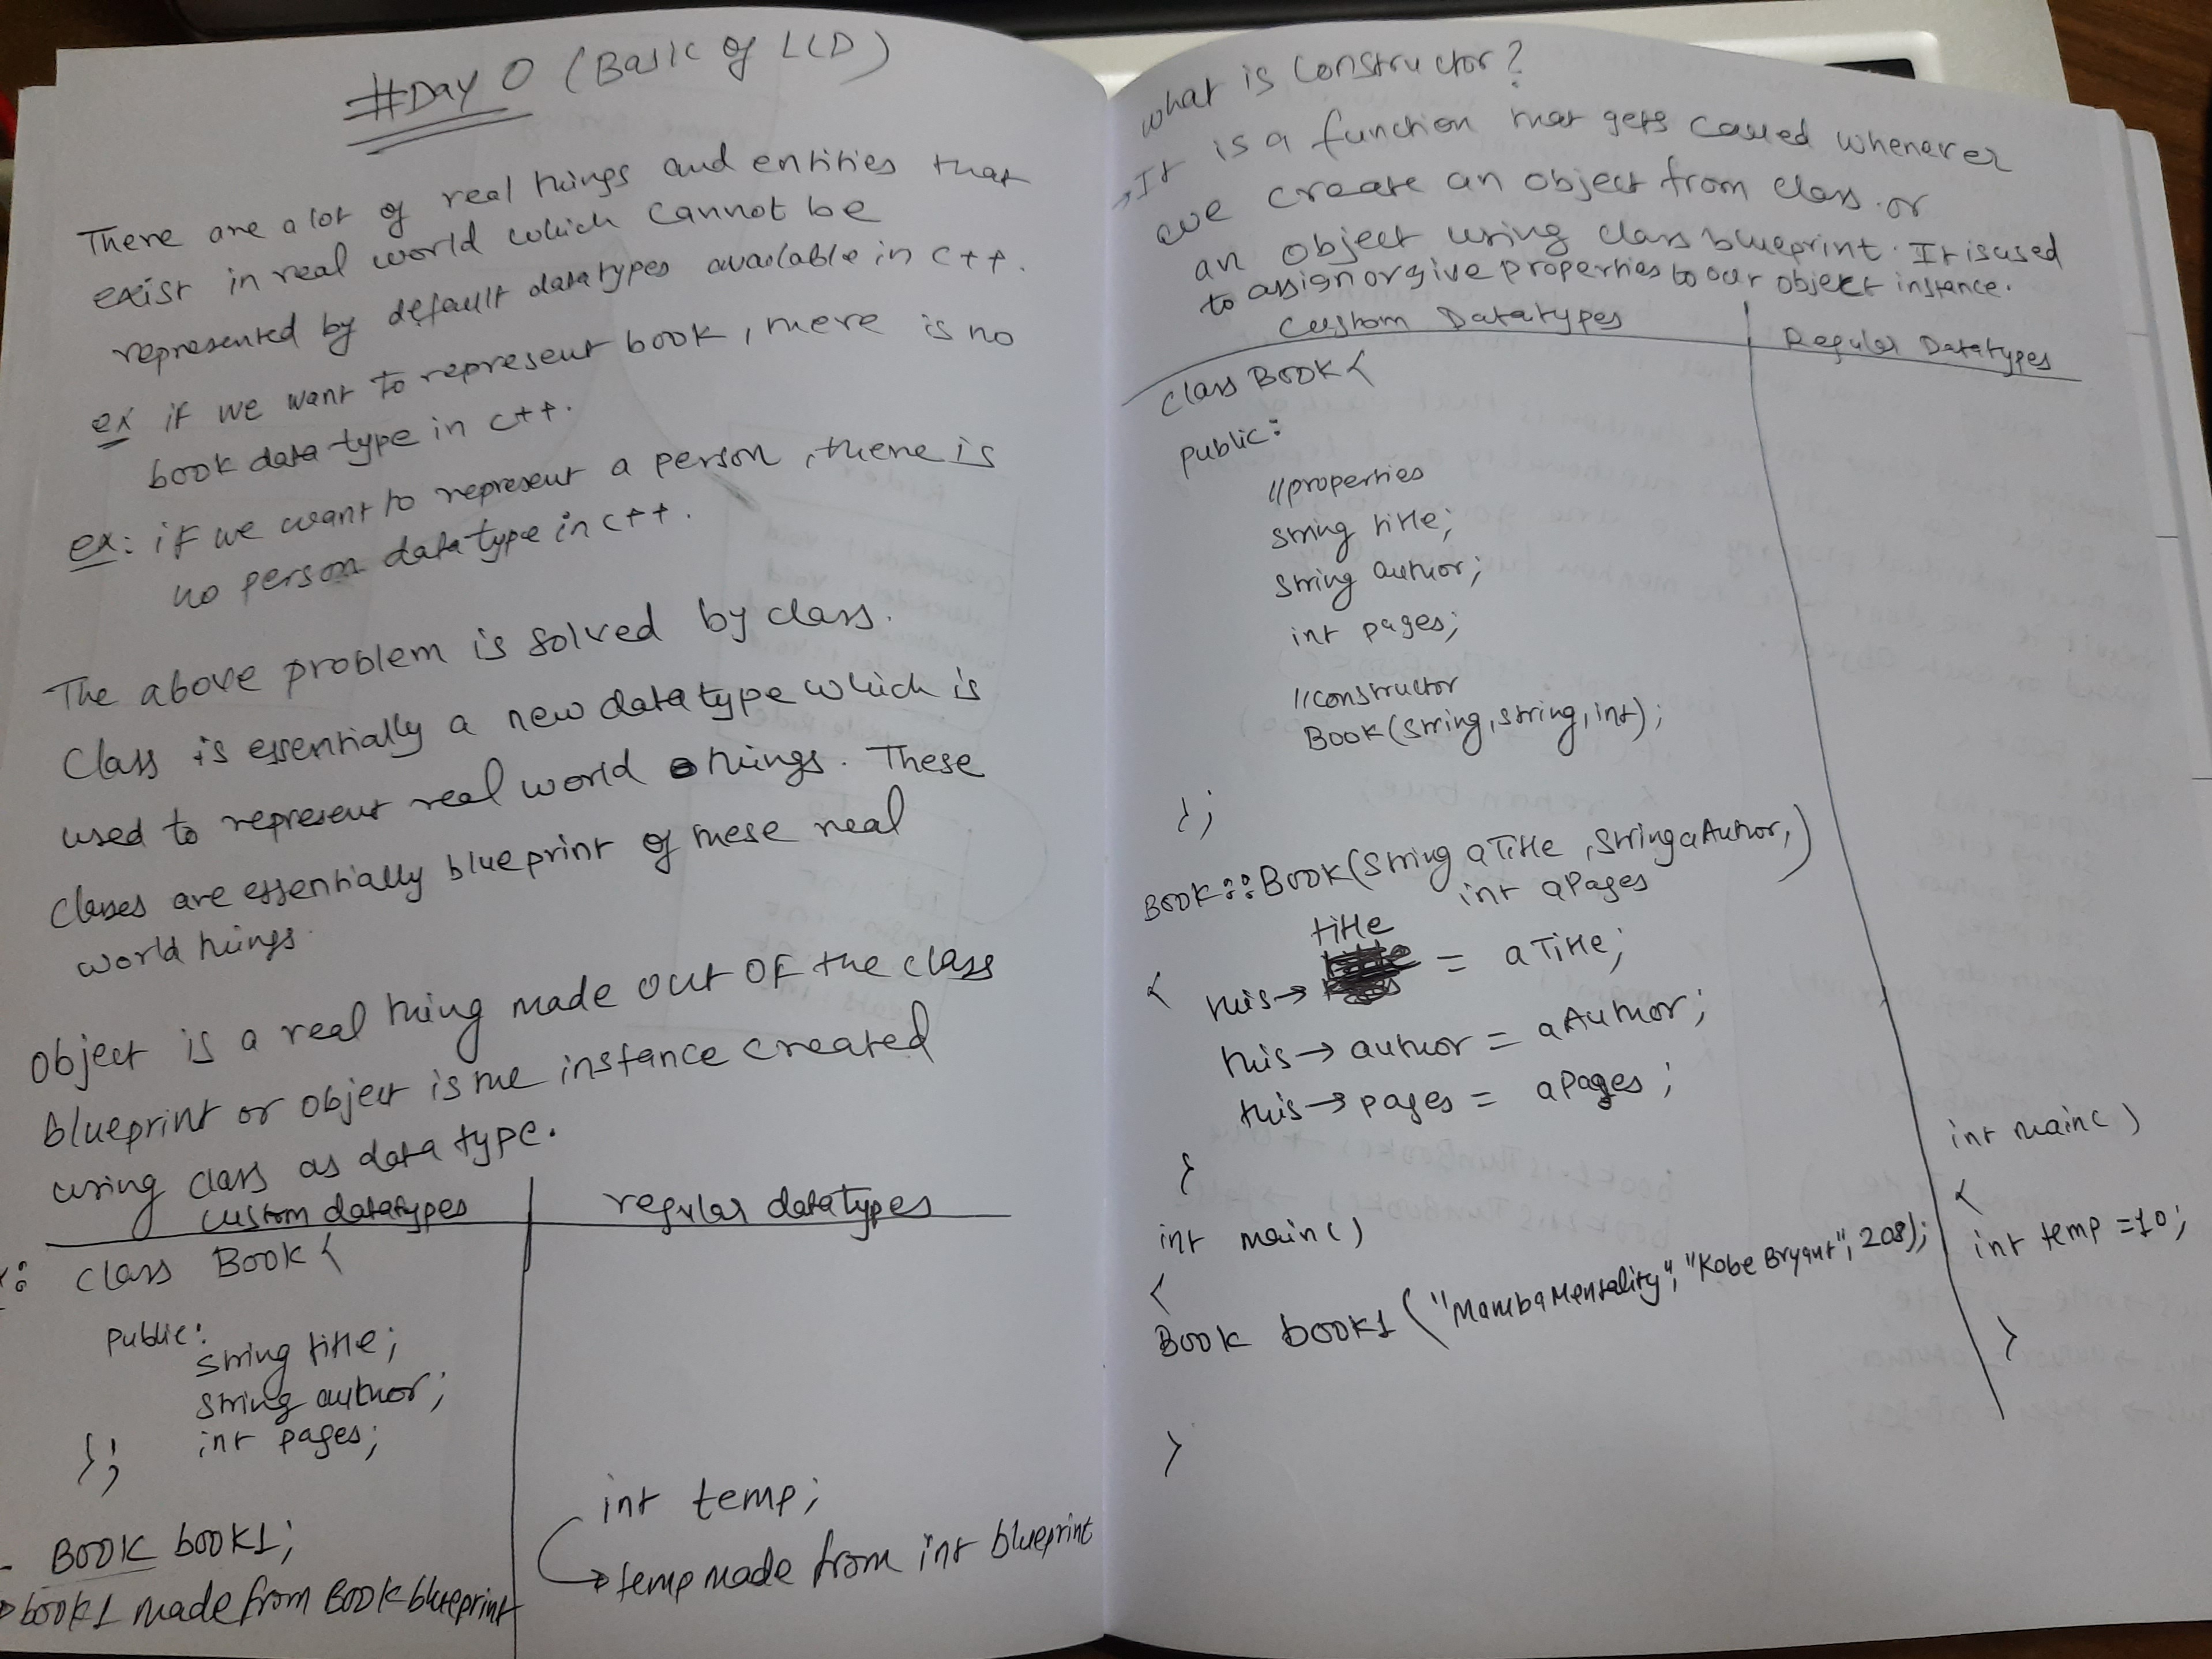 #Day 0 (Basic of LLD)
There are a lot of real things and entities that
exist in real world which cannot be
represented by default datatypes available in c++.
ex if we want to represent book, there is no
book data type in c++.
ex: if we want to represent a person, there is
no person datatype in c++.
The above problem is solved by class.
Class is essentially a new datatype which is
used to represent real world things. These
classes are essentially blueprint of these real
world things.
Object is a real thing made out of the class
blueprint or object is the instance created
using class as data type.
custom datatypes regular datatypes
: class Book {
public:
string title;
string author;
int pages;
};
int temp;
Book book1;
temp made from int blueprint
book1 made from Book blueprint
What is Constructor?
It is a function that gets called whenever
we create an object from class or
an object using class blueprint. It is used
to assign or give properties to our object instance.
Custom Datatypes Regular Datatypes
class Book {
public:
//properties
string title;
string author;
int pages;
//constructor
Book(string, string, int);
};
Book::Book(string aTitle, string aAuthor,
int aPages)
title
{ this→ = aTitle;
this→ author = aAuthor;
this→ pages = aPages;
}
int main()
{
Book book1 ("Mamba Mentality", "Kobe Bryant", 208);
}
int main()
{
int temp = 10;
}